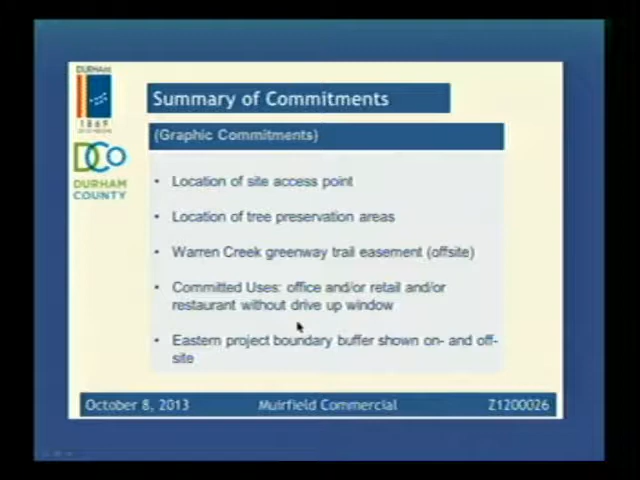 DURHAM
1869
DCo
DURHAM
COUNTY
Summary of Commitments
(Graphic Commitments)
• Location of site access point
• Location of tree preservation areas
• Warren Creek greenway trail easement (offsite)
• Committed Uses: office and/or retail and/or
restaurant without drive up window
• Eastern project boundary buffer shown on- and off-
site
October 8, 2013 Muirfield Commercial Z1200026